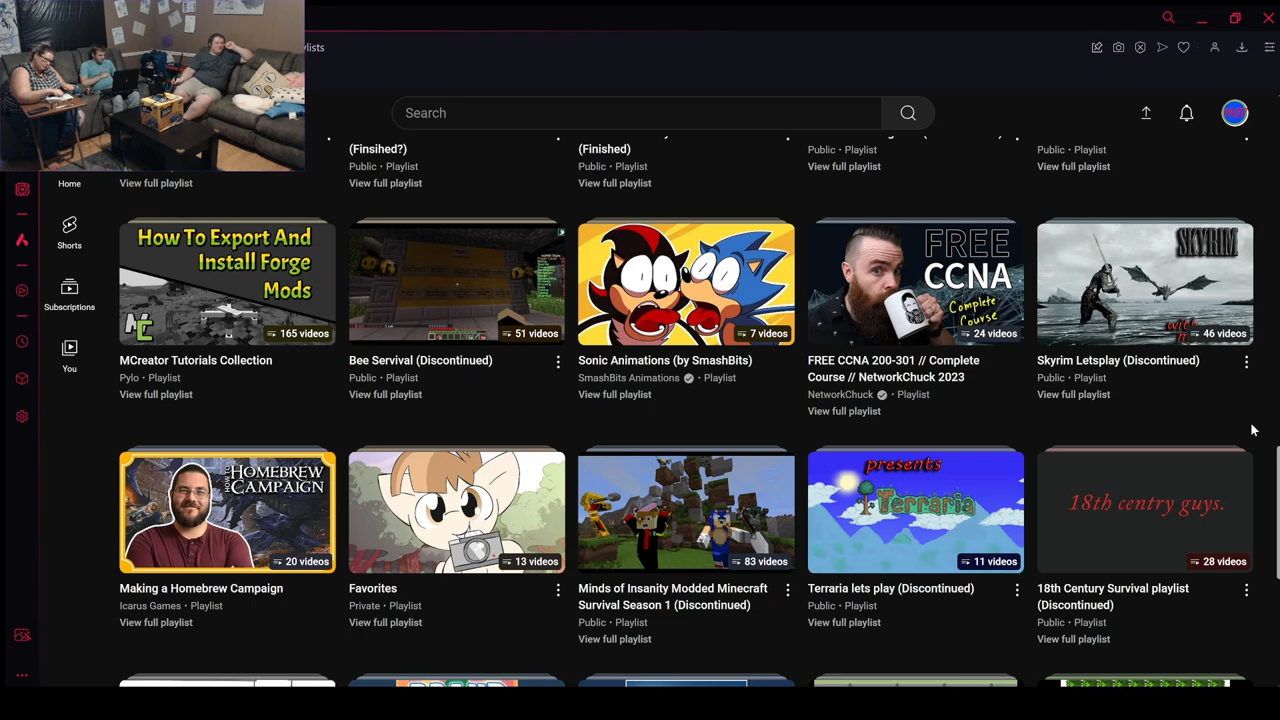 lists
Search
(Finsihed?)
(Finished)
Public • Playlist
Public • Playlist
Public • Playlist
Public • Playlist
View full playlist
View full playlist
View full playlist
View full playlist
View full playlist
Home
Shorts
Subscriptions
You
How To Export And
Install Forge
Mods
165 videos
51 videos
7 videos
FREE
CCNA
Complete
Course
24 videos
SKYRIM
with
46 videos
MCreator Tutorials Collection
Pylo • Playlist
View full playlist
Bee Servival (Discontinued)
Public • Playlist
View full playlist
Sonic Animations (by SmashBits)
SmashBits Animations • Playlist
View full playlist
FREE CCNA 200-301 // Complete
Course // NetworkChuck 2023
NetworkChuck • Playlist
View full playlist
Skyrim Letsplay (Discontinued)
Public • Playlist
View full playlist
HOW TO
HOMEBREW
CAMPAIGN
20 videos
13 videos
83 videos
presents
Terraria
11 videos
18th centry guys.
28 videos
Making a Homebrew Campaign
Icarus Games • Playlist
View full playlist
Favorites
Private • Playlist
View full playlist
Minds of Insanity Modded Minecraft
Survival Season 1 (Discontinued)
Public • Playlist
View full playlist
Terraria lets play (Discontinued)
Public • Playlist
View full playlist
18th Century Survival playlist
(Discontinued)
Public • Playlist
View full playlist